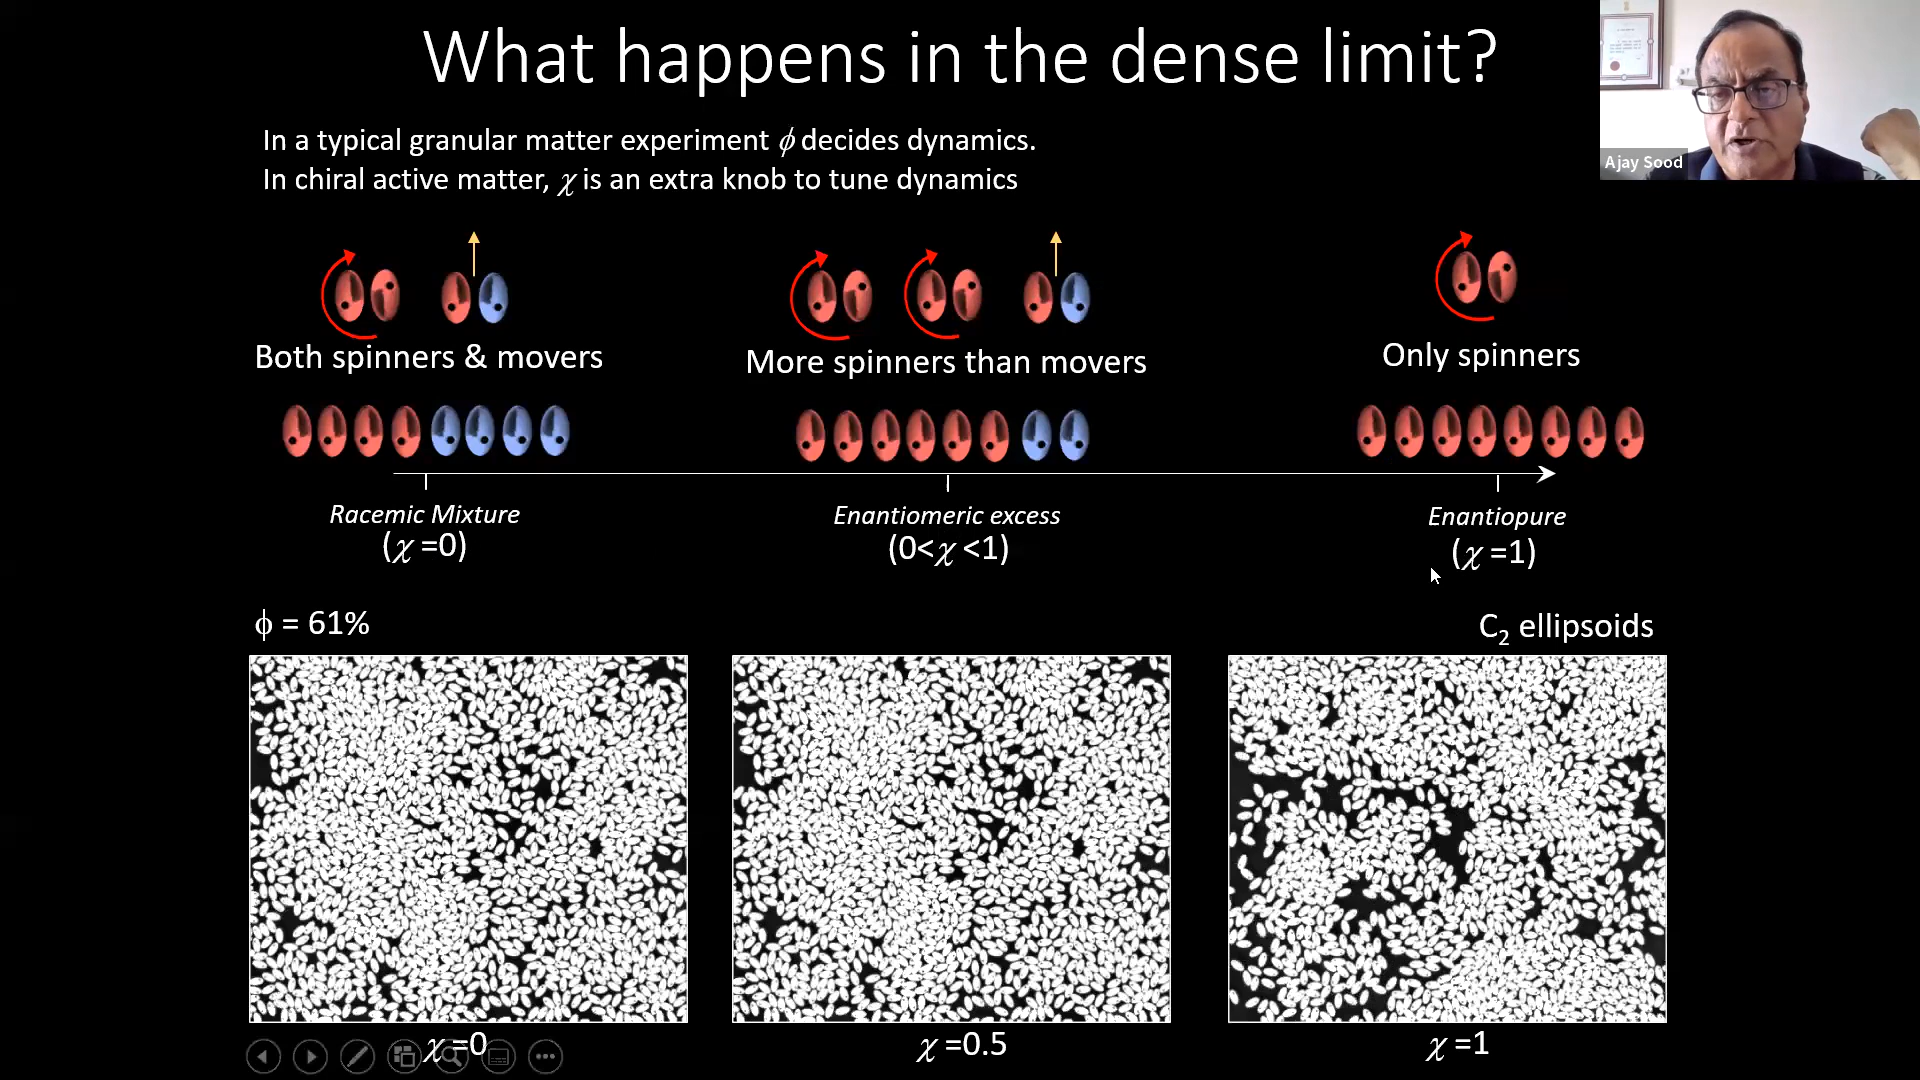 What happens in the dense limit?
In a typical granular matter experiment ϕ decides dynamics.
In chiral active matter, χ is an extra knob to tune dynamics
Ajay Sood
Both spinners & movers
More spinners than movers
Only spinners
Racemic Mixture
(χ =0)
Enantiomeric excess
(0<χ <1)
Enantiopure
(χ =1)
ϕ = 61%
C₂ ellipsoids
χ =0
χ =0.5
χ =1